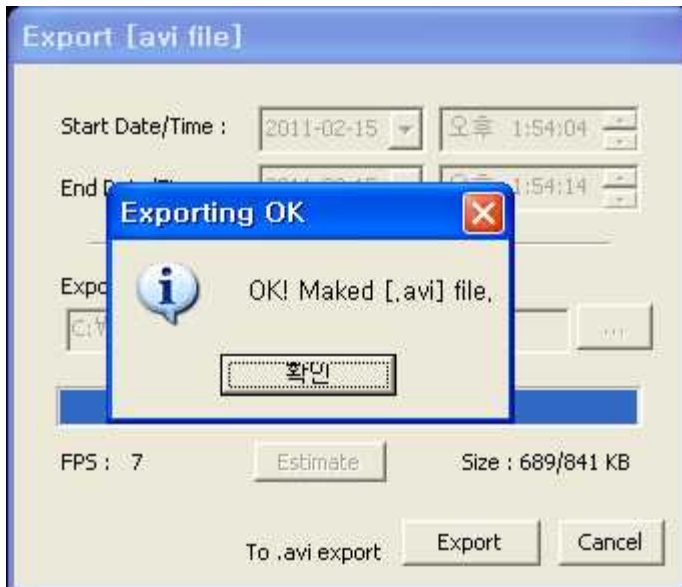 Export [avi file]
Start Date/Time : 2011-02-15 오후 1:54:04
End 1:54:14
Exporting OK
OK! Maked [.avi] file.
확인
C:₩ ...
FPS : 7 Estimate Size : 689/841 KB
To .avi export Export Cancel